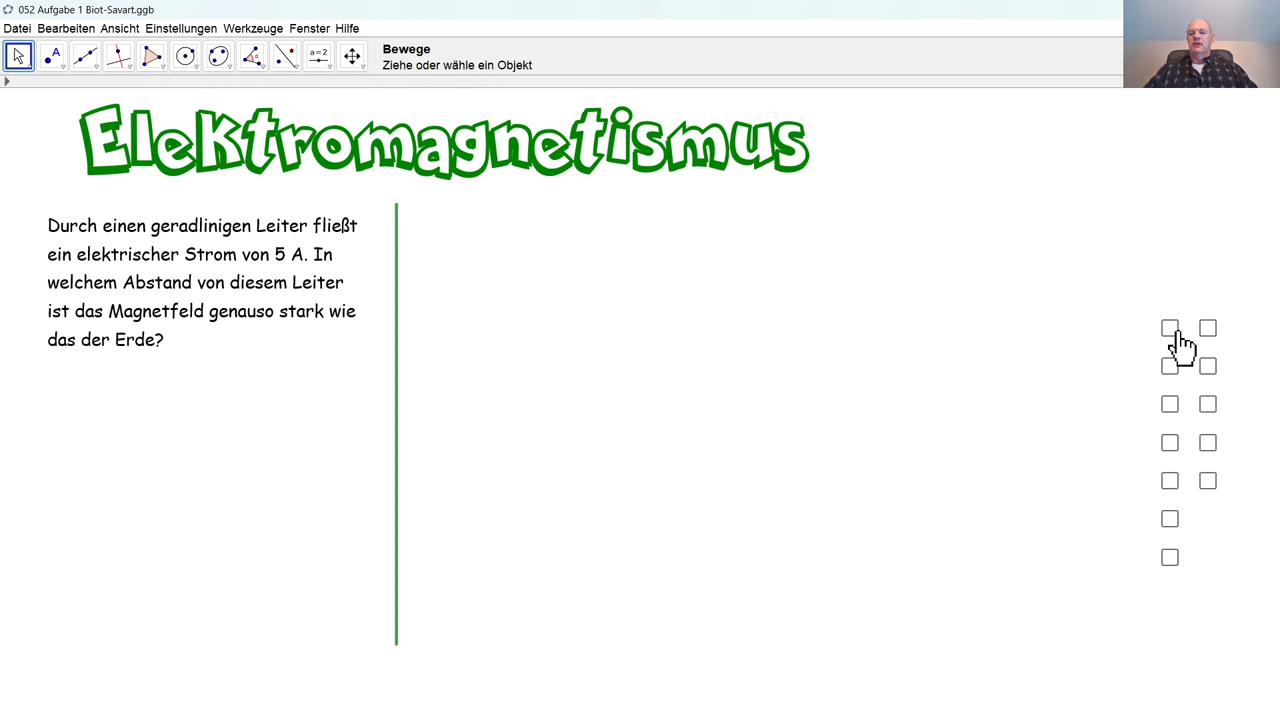 052 Aufgabe 1 Biot-Savart.ggb
Datei Bearbeiten Ansicht Einstellungen Werkzeuge Fenster Hilfe
A
a=2
Bewege
Ziehe oder wähle ein Objekt
Elektromagnetismus
Durch einen geradlinigen Leiter fließt
ein elektrischer Strom von 5 A. In
welchem Abstand von diesem Leiter
ist das Magnetfeld genauso stark wie
das der Erde?